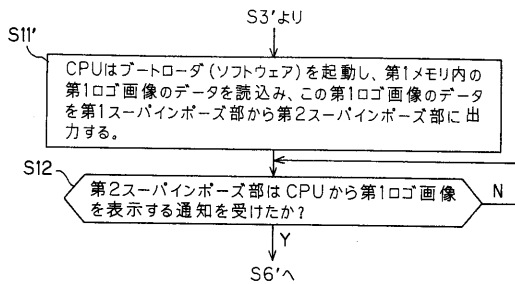 S3'より
S11'
CPUはブートローダ(ソフトウェア)を起動し、第1メモリ内の
第1ロゴ画像のデータを読込み、この第1ロゴ画像のデータ
を第1スーパインポーズ部から第2スーパインポーズ部に出
力する。
S12
第2スーパインポーズ部はCPUから第1ロゴ画像
を表示する通知を受けたか?
N
Y
S6'へ